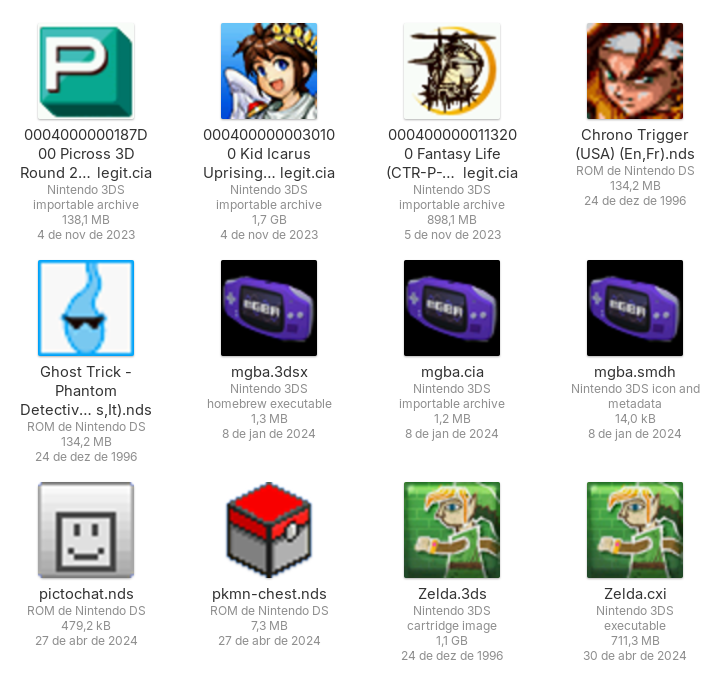 P
0004000000187D
00 Picross 3D
Round 2... legit.cia
Nintendo 3DS
importable archive
138,1 MB
4 de nov de 2023
000400000003010
0 Kid Icarus
Uprising... legit.cia
Nintendo 3DS
importable archive
1,7 GB
4 de nov de 2023
000400000011320
0 Fantasy Life
(CTR-P-... legit.cia
Nintendo 3DS
importable archive
898,1 MB
5 de nov de 2023
Chrono Trigger
(USA) (En,Fr).nds
ROM de Nintendo DS
134,2 MB
24 de dez de 1996
Ghost Trick -
Phantom
Detectiv... s,It).nds
ROM de Nintendo DS
134,2 MB
24 de dez de 1996
mGBA
mgba.3dsx
Nintendo 3DS
homebrew executable
1,3 MB
8 de jan de 2024
mGBA
mgba.cia
Nintendo 3DS
importable archive
1,2 MB
8 de jan de 2024
mGBA
mgba.smdh
Nintendo 3DS icon and
metadata
14,0 kB
8 de jan de 2024
pictochat.nds
ROM de Nintendo DS
479,2 kB
27 de abr de 2024
pkmn-chest.nds
ROM de Nintendo DS
7,3 MB
27 de abr de 2024
Zelda.3ds
Nintendo 3DS
cartridge image
1,1 GB
24 de dez de 1996
Zelda.cxi
Nintendo 3DS
executable
711,3 MB
30 de abr de 2024